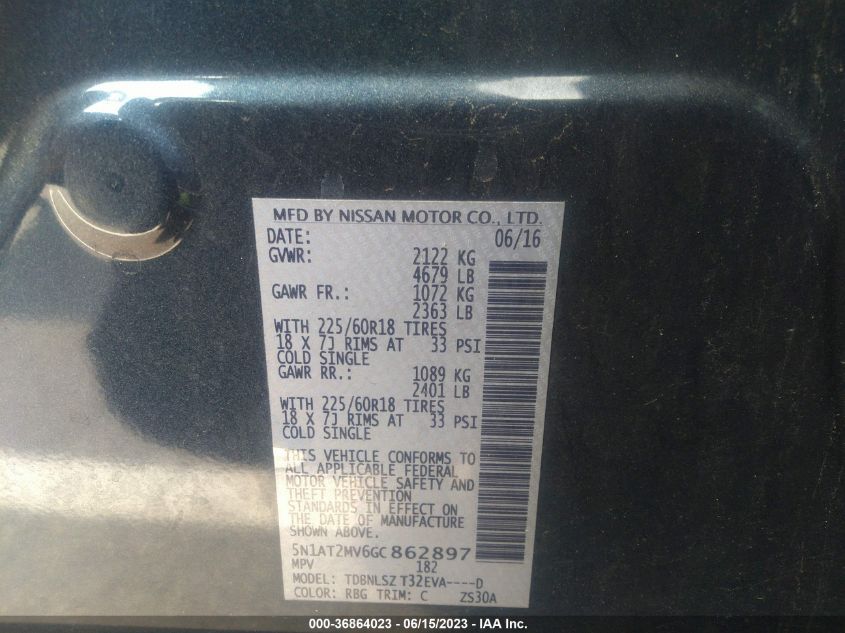 MFD BY NISSAN MOTOR CO., LTD.
DATE: 06/16
GVWR: 2122 KG
4679 LB
GAWR FR.: 1072 KG
2363 LB
WITH 225/60R18 TIRES
18 X 7J RIMS AT 33 PSI
COLD SINGLE
GAWR RR.: 1089 KG
2401 LB
WITH 225/60R18 TIRES
18 X 7J RIMS AT 33 PSI
COLD SINGLE
THIS VEHICLE CONFORMS TO
ALL APPLICABLE FEDERAL
MOTOR VEHICLE SAFETY AND
THEFT PREVENTION
STANDARDS IN EFFECT ON
THE DATE OF MANUFACTURE
SHOWN ABOVE.
5N1AT2MV6GC862897
MPV 182
MODEL: TDBNLSZ T32EVA----D
COLOR: RBG TRIM: C ZS30A
000-36864023 - 06/15/2023 - IAA Inc.